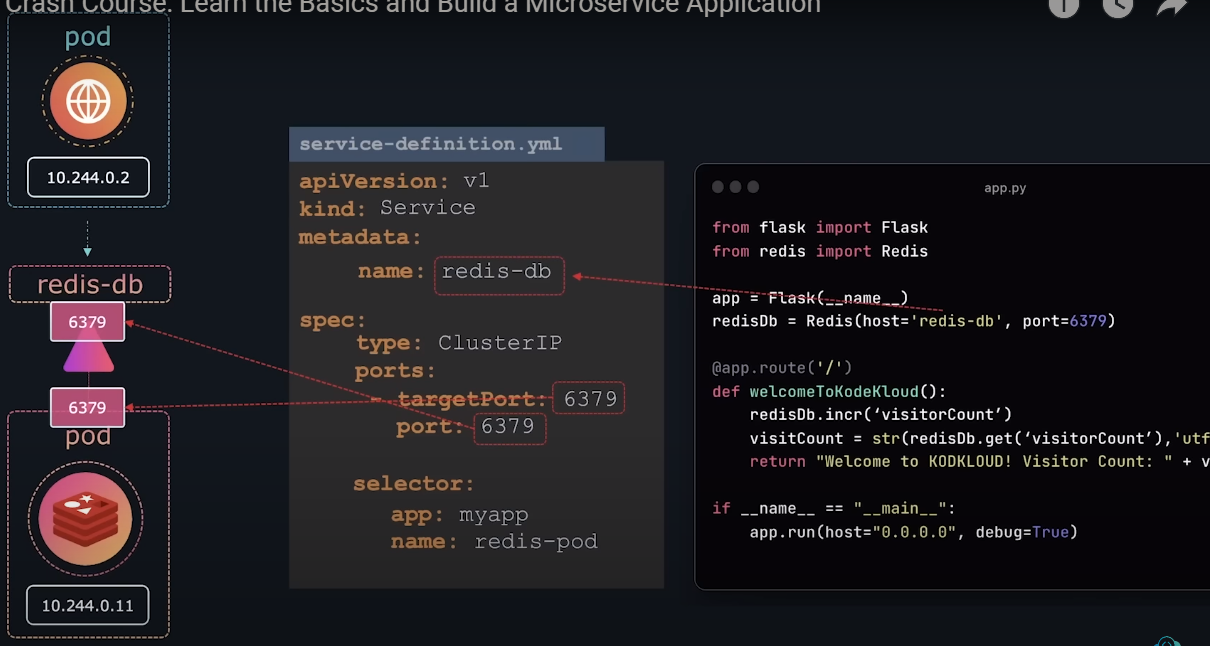 Crash Course: Learn the Basics and Build a Microservice Application
pod
10.244.0.2
redis-db
6379
6379
pod
10.244.0.11
service-definition.yml
apiVersion: v1
kind: Service
metadata:
name: redis-db
spec:
type: ClusterIP
ports:
- targetPort: 6379
port: 6379
selector:
app: myapp
name: redis-pod
app.py
from flask import Flask
from redis import Redis
app = Flask(__name__)
redisDb = Redis(host='redis-db', port=6379)
@app.route('/')
def welcomeToKodeKloud():
redisDb.incr(‘visitorCount’)
visitCount = str(redisDb.get(‘visitorCount’),'utf
return "Welcome to KODKLOUD! Visitor Count: " + v
if __name__ == "__main__":
app.run(host="0.0.0.0", debug=True)